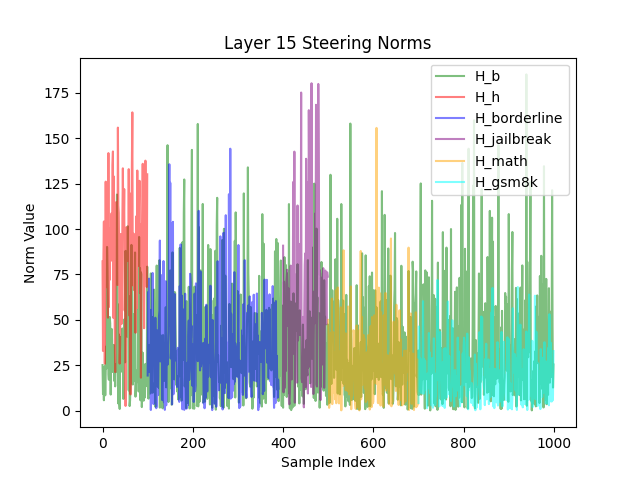 Layer 15 Steering Norms
Norm Value
175
150
125
100
75
50
25
0
H_b
H_h
H_borderline
H_jailbreak
H_math
H_gsm8k
0 200 400 600 800 1000
Sample Index